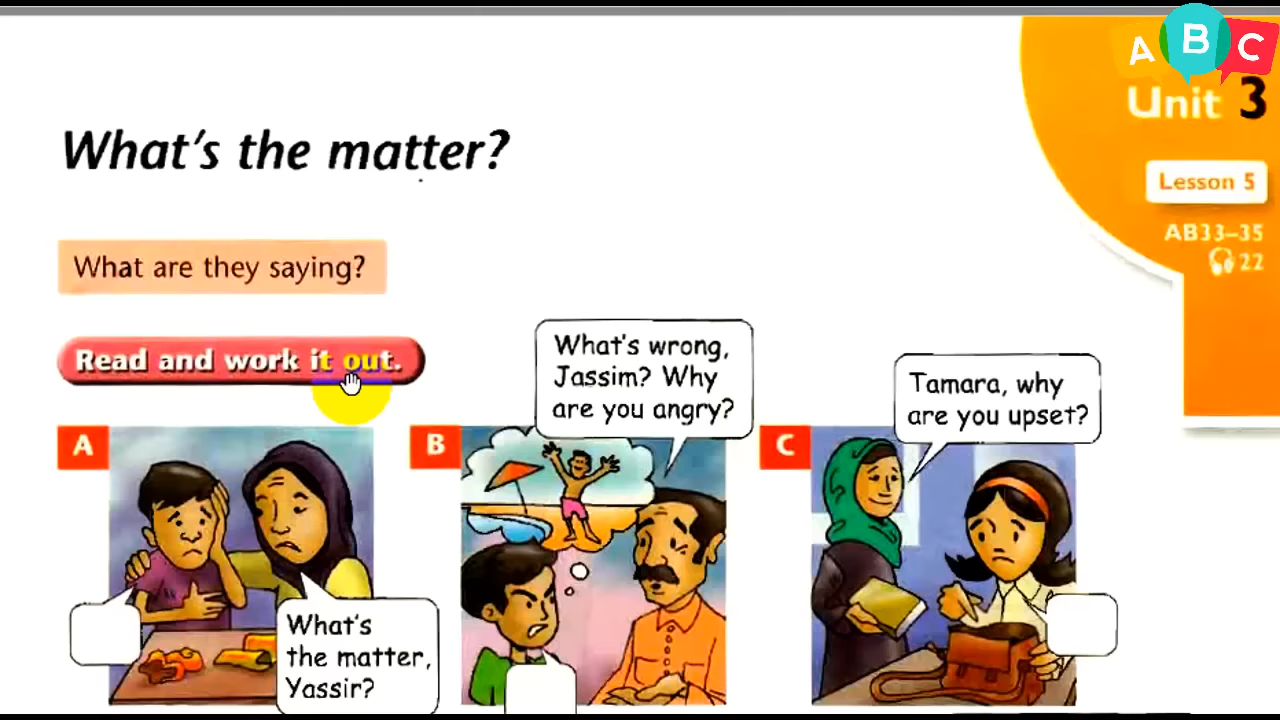 A B C
Unit 3
What's the matter?
Lesson 5
AB33–35
22
What are they saying?
Read and work it out.
A
B
What's wrong,
Jassim? Why
are you angry?
C
Tamara, why
are you upset?
What's
the matter,
Yassir?